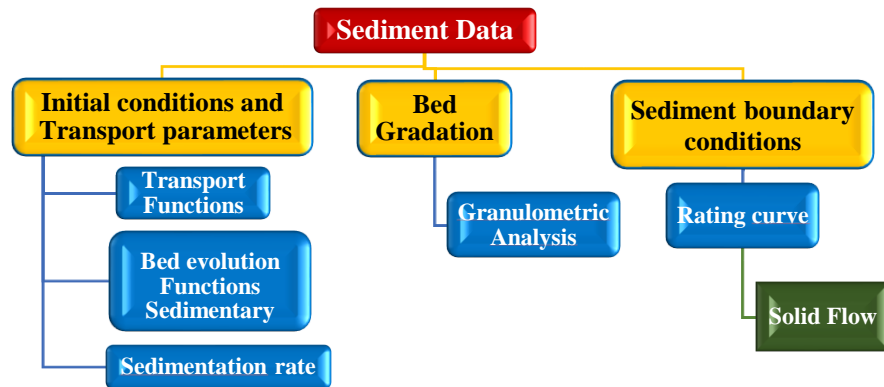 Sediment Data
Initial conditions and
Transport parameters
Transport
Functions
Bed evolution
Functions
Sedimentary
Sedimentation rate
Bed
Gradation
Granulometric
Analysis
Sediment boundary
conditions
Rating curve
Solid Flow